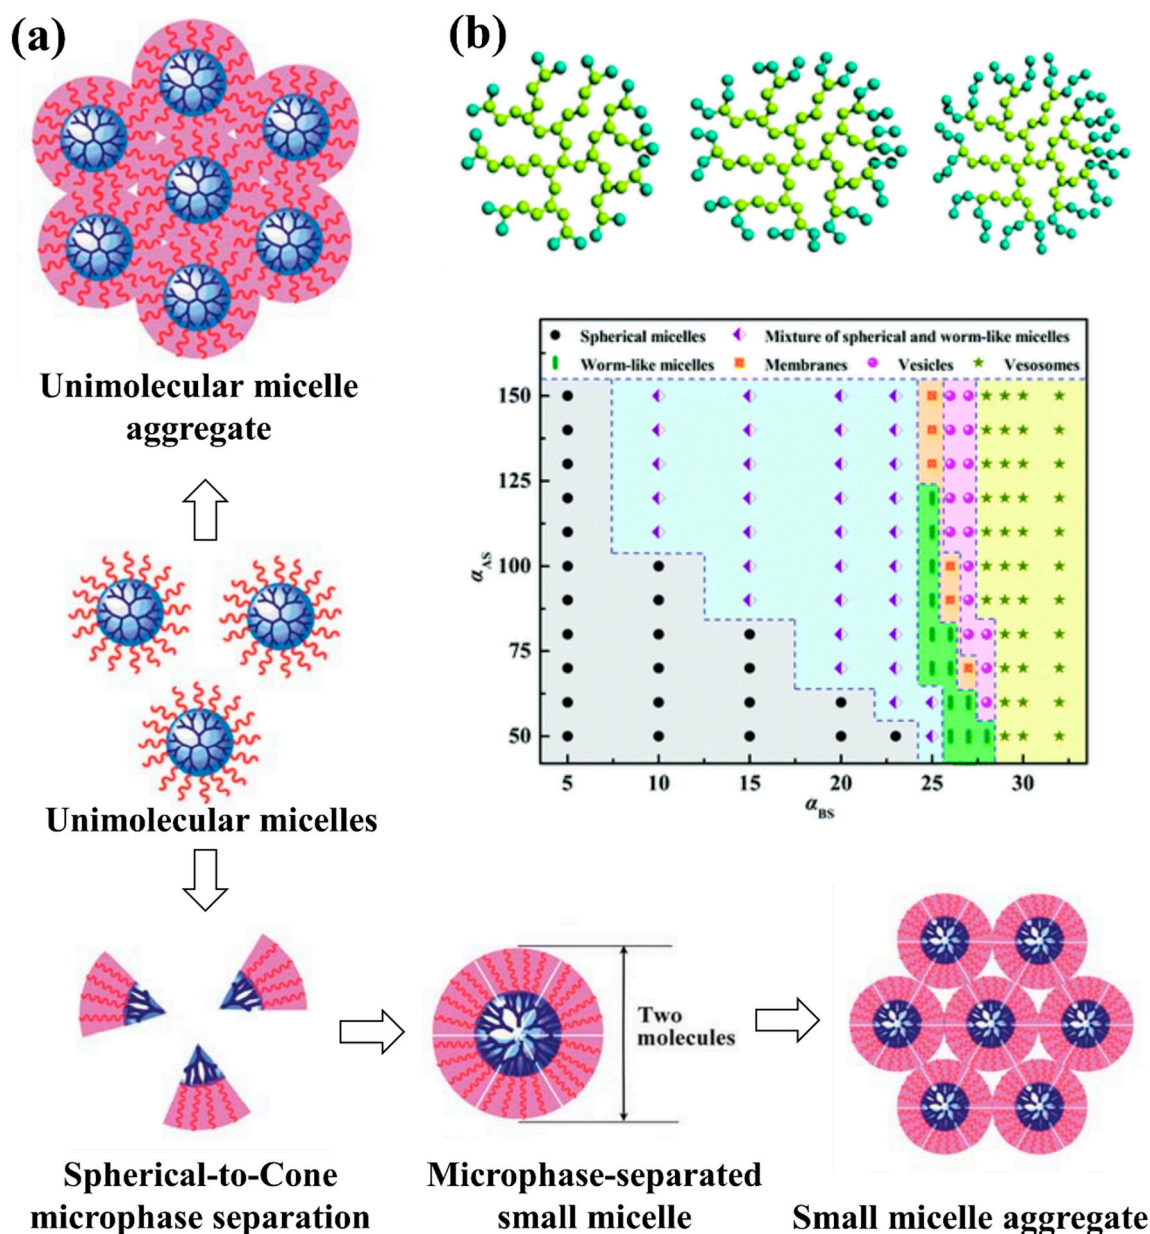 (a)
(b)
Unimolecular micelle
aggregate
Unimolecular micelles
Spherical micelles Mixture of spherical and worm-like micelles
Worm-like micelles Membranes Vesicles Vesosomes
150
125
100
75
50
αAS
5 10 15 20 25 30
αBS
Two
molecules
Spherical-to-Cone
microphase separation
Microphase-separated
small micelle
Small micelle aggregate